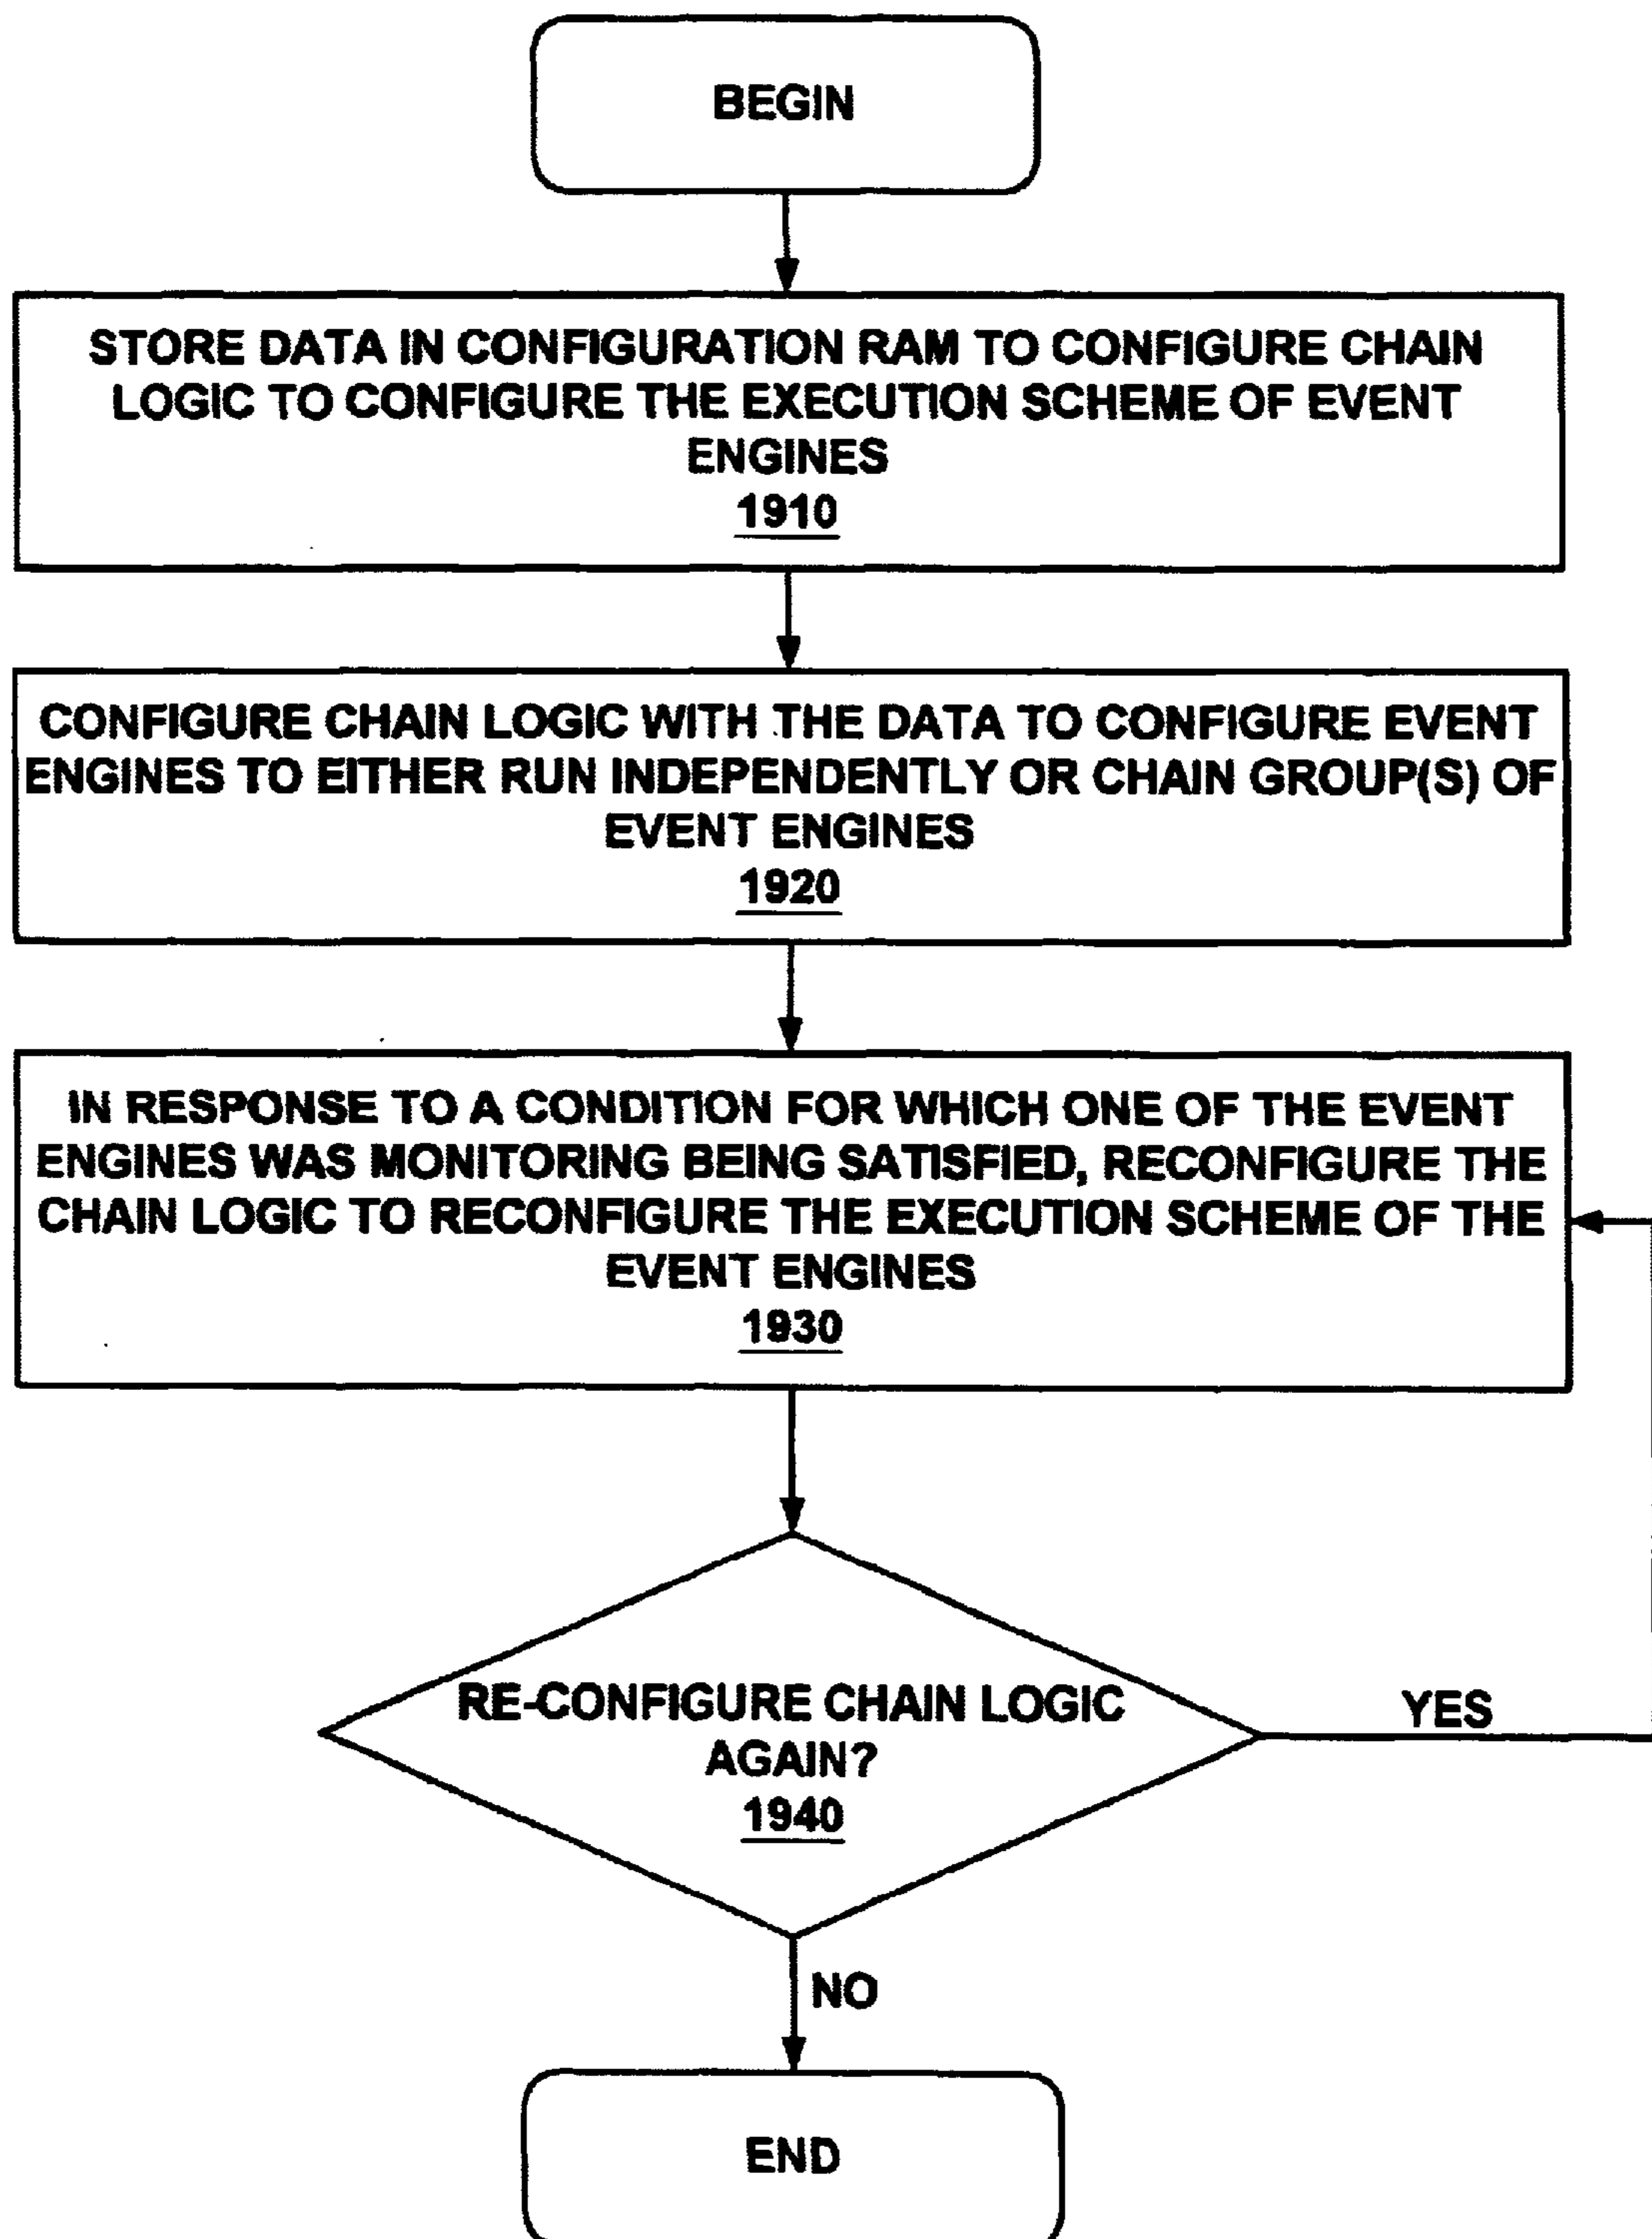 BEGIN
STORE DATA IN CONFIGURATION RAM TO CONFIGURE CHAIN
LOGIC TO CONFIGURE THE EXECUTION SCHEME OF EVENT
ENGINES
1910
CONFIGURE CHAIN LOGIC WITH THE DATA TO CONFIGURE EVENT
ENGINES TO EITHER RUN INDEPENDENTLY OR CHAIN GROUP(S) OF
EVENT ENGINES
1920
IN RESPONSE TO A CONDITION FOR WHICH ONE OF THE EVENT
ENGINES WAS MONITORING BEING SATISFIED, RECONFIGURE THE
CHAIN LOGIC TO RECONFIGURE THE EXECUTION SCHEME OF THE
EVENT ENGINES
1930
RE-CONFIGURE CHAIN LOGIC
AGAIN?
1940
YES
NO
END